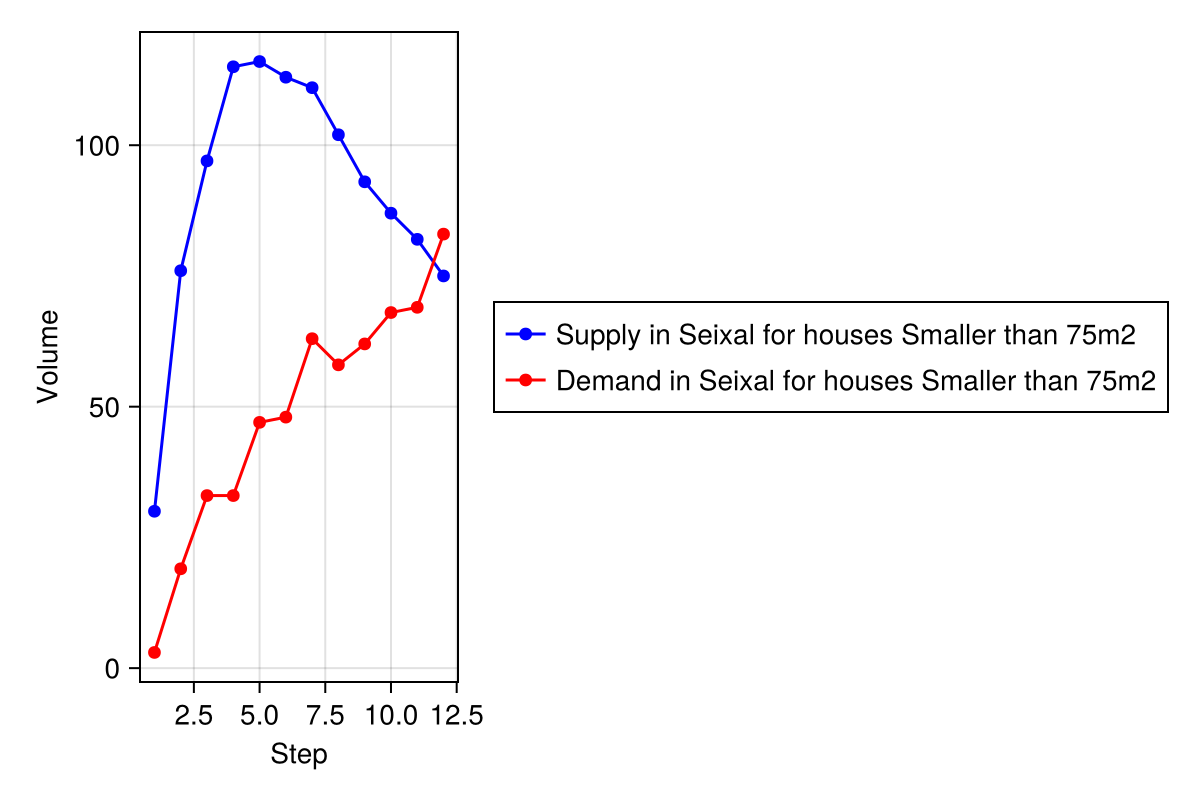 100
50
0
Volume
2.5 5.0 7.5 10.0 12.5
Step
Supply in Seixal for houses Smaller than 75m2
Demand in Seixal for houses Smaller than 75m2